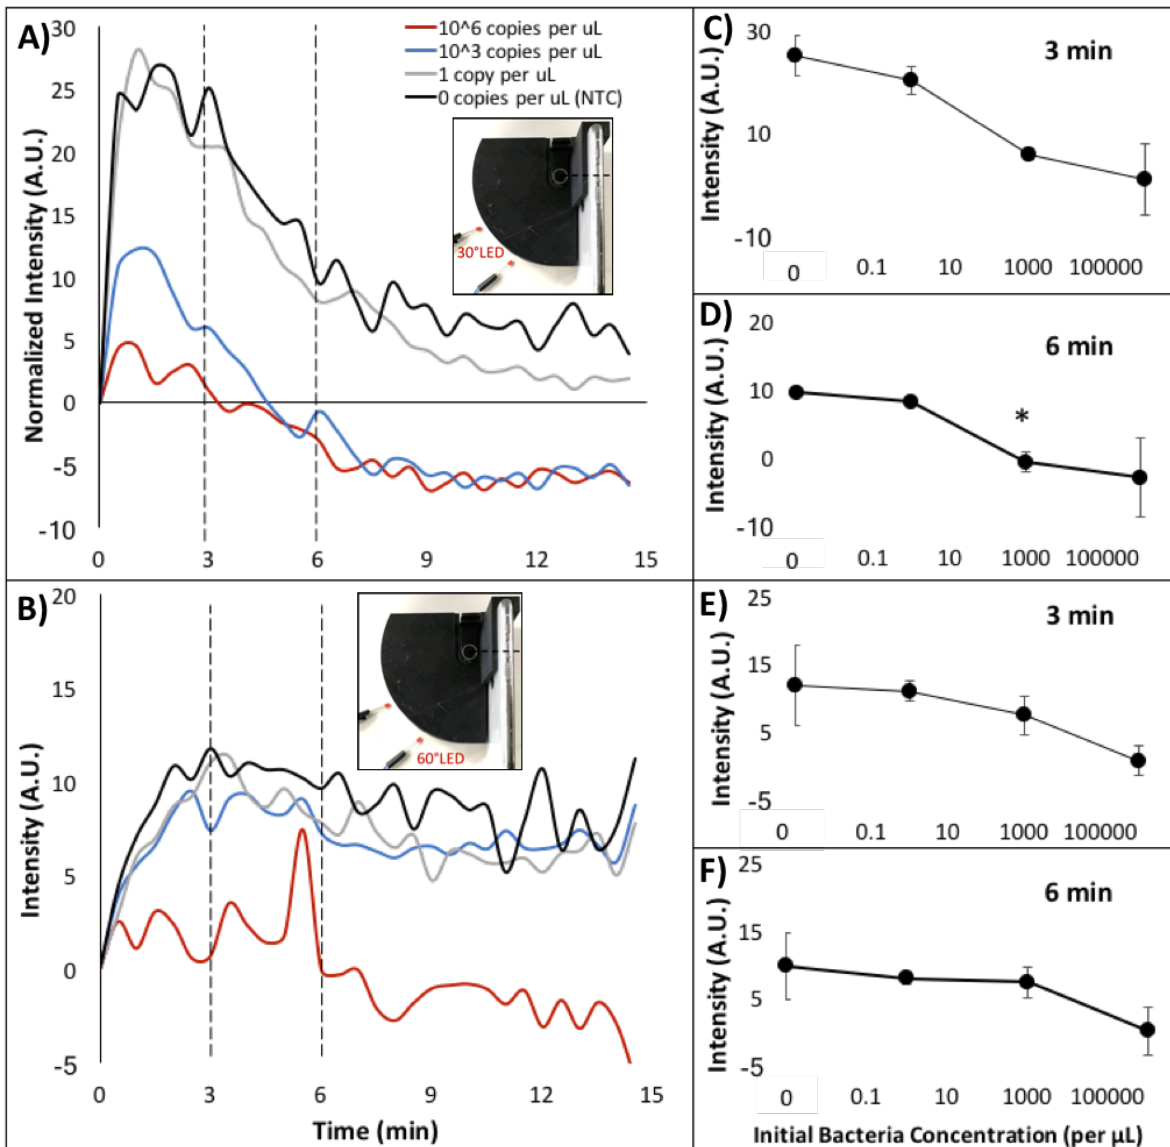 A)
Normalized Intensity (A.U.)
30
25
20
15
10
5
0
-5
-10
0 3 6 9 12 15
10^6 copies per uL
10^3 copies per uL
1 copy per uL
0 copies per uL (NTC)
30°LED
B)
Intensity (A.U.)
20
15
10
5
0
-5
0 3 6 9 12 15
Time (min)
60°LED
C)
3 min
Intensity (A.U.)
30
10
-10
0 0.1 10 1000 100000
D)
6 min
Intensity (A.U.)
20
10
0
-10
*
0 0.1 10 1000 100000
E)
3 min
Intensity (A.U.)
25
15
5
-5
0 0.1 10 1000 100000
F)
6 min
Intensity (A.U.)
25
15
5
-5
0 0.1 10 1000 100000
Initial Bacteria Concentration (per µL)